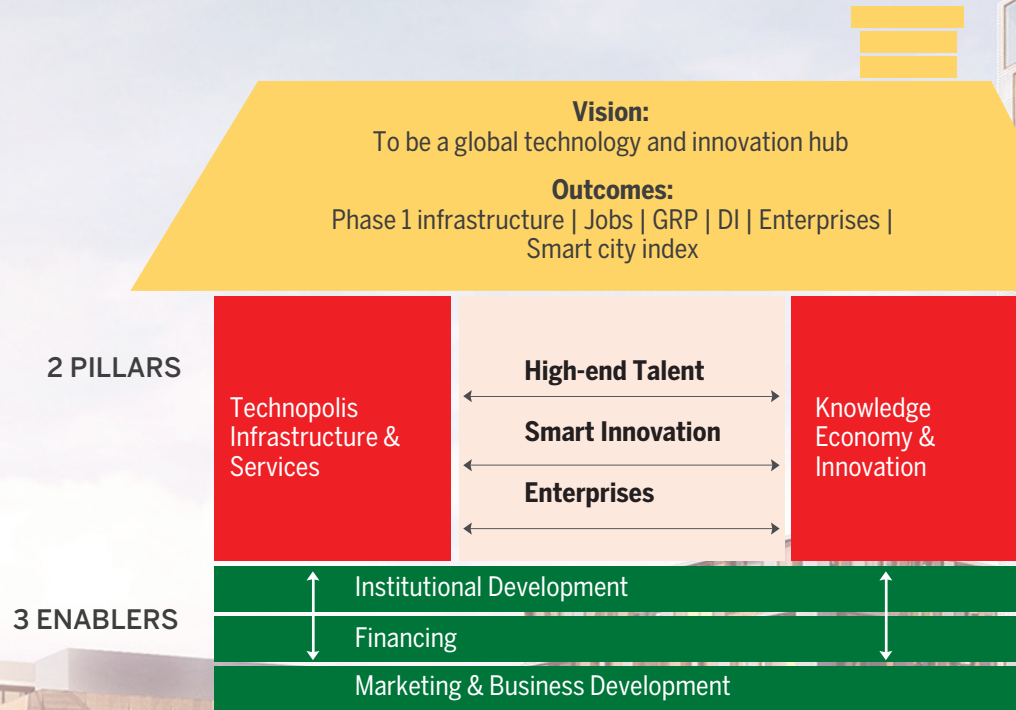 Vision:
To be a global technology and innovation hub
Outcomes:
Phase 1 infrastructure | Jobs | GRP | DI | Enterprises |
Smart city index
2 PILLARS
Technopolis
Infrastructure &
Services
High-end Talent
Smart Innovation
Enterprises
Knowledge
Economy &
Innovation
3 ENABLERS
Institutional Development
Financing
Marketing & Business Development